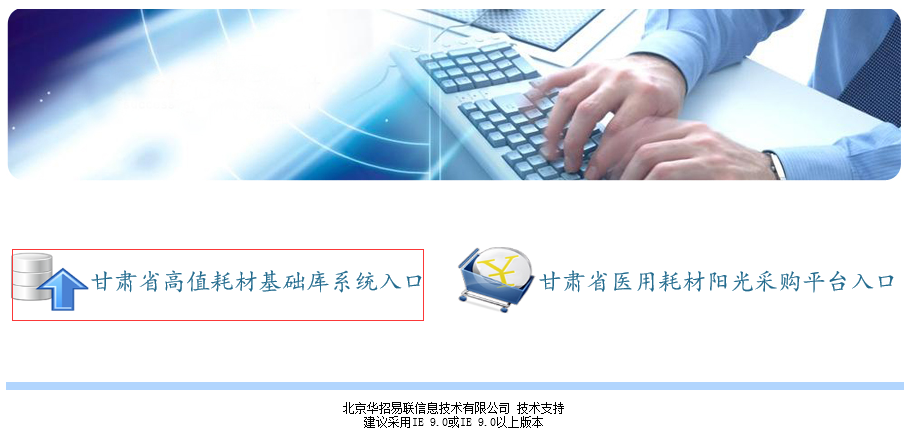 甘肃省高值耗材基础库系统入口
甘肃省医用耗材阳光采购平台入口
北京华招易联信息技术有限公司 技术支持
建议采用IE 9.0或IE 9.0以上版本